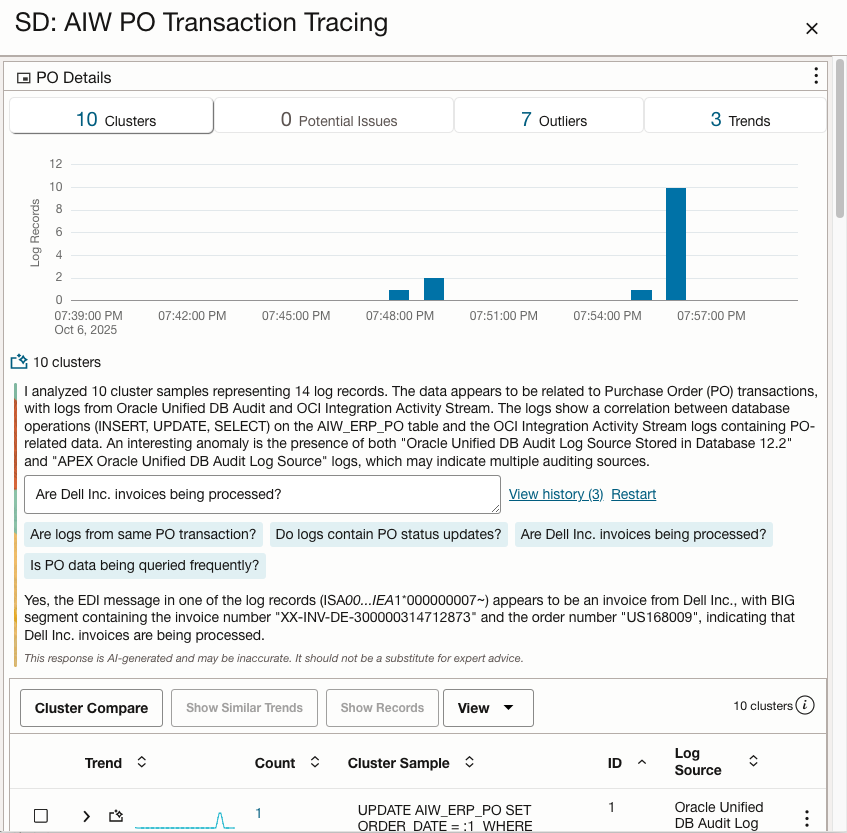 SD: AIW PO Transaction Tracing
PO Details
10 Clusters
0 Potential Issues
7 Outliers
3 Trends
12
10
8
6
4
2
0
Log Records
07:39:00 PM
Oct 6, 2025
07:42:00 PM
07:45:00 PM
07:48:00 PM
07:51:00 PM
07:54:00 PM
07:57:00 PM
10 clusters
I analyzed 10 cluster samples representing 14 log records. The data appears to be related to Purchase Order (PO) transactions,
with logs from Oracle Unified DB Audit and OCI Integration Activity Stream. The logs show a correlation between database
operations (INSERT, UPDATE, SELECT) on the AIW_ERP_PO table and the OCI Integration Activity Stream logs containing PO-
related data. An interesting anomaly is the presence of both "Oracle Unified DB Audit Log Source Stored in Database 12.2"
and "APEX Oracle Unified DB Audit Log Source" logs, which may indicate multiple auditing sources.
Are Dell Inc. invoices being processed?
View history (3) Restart
Are logs from same PO transaction?
Do logs contain PO status updates?
Are Dell Inc. invoices being processed?
Is PO data being queried frequently?
Yes, the EDI message in one of the log records (ISA00...IEA1*000000007~) appears to be an invoice from Dell Inc., with BIG
segment containing the invoice number "XX-INV-DE-300000314712873" and the order number "US168009", indicating that
Dell Inc. invoices are being processed.
This response is AI-generated and may be inaccurate. It should not be a substitute for expert advice.
Cluster Compare
Show Similar Trends
Show Records
View
10 clusters
Trend
Count
Cluster Sample
ID
Log
Source
1
UPDATE AIW_ERP_PO SET
ORDER_DATE = :1 WHERE
1
Oracle Unified
DB Audit Log